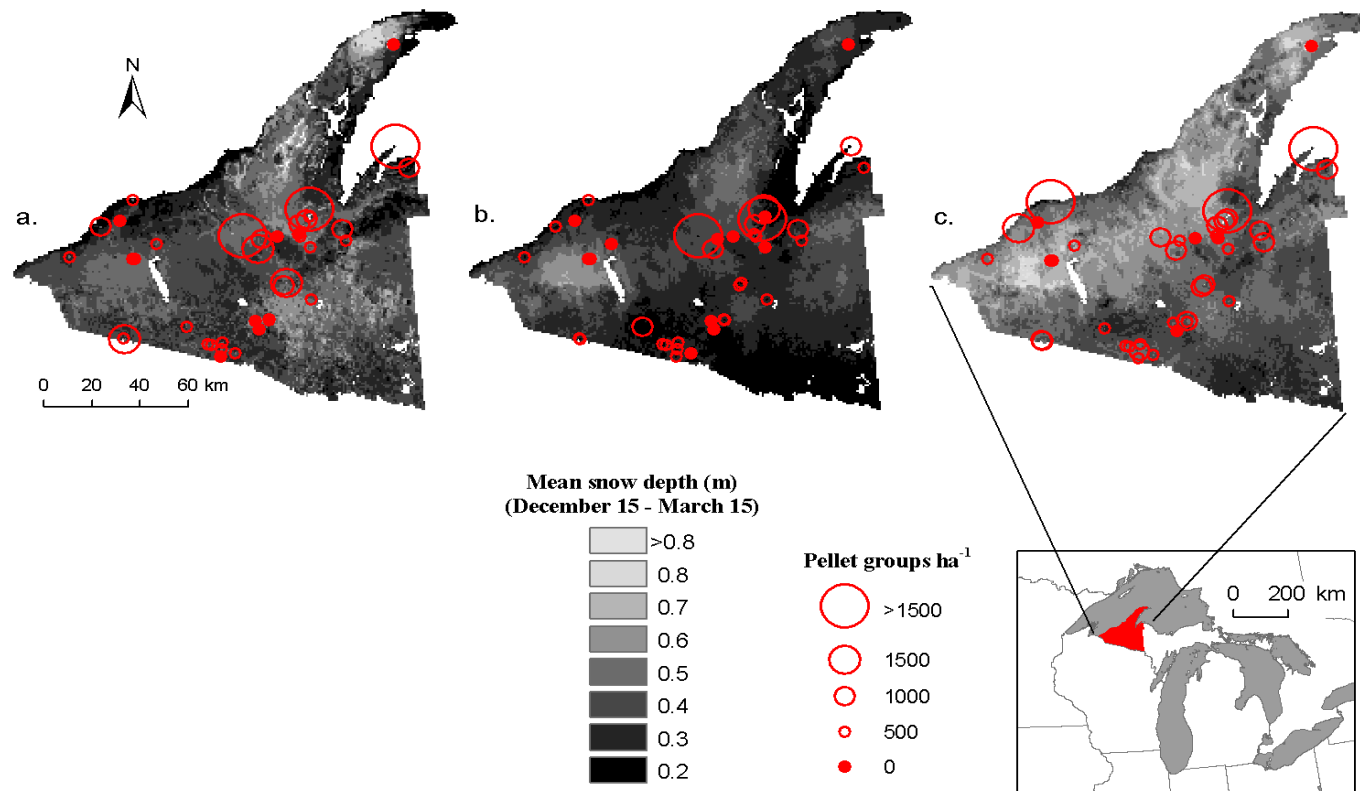 N
a.
b.
c.
0 20 40 60 km
Mean snow depth (m)
(December 15 - March 15)
>0.8
0.8
0.7
0.6
0.5
0.4
0.3
0.2
Pellet groups ha⁻¹
>1500
1500
1000
500
0
0 200 km